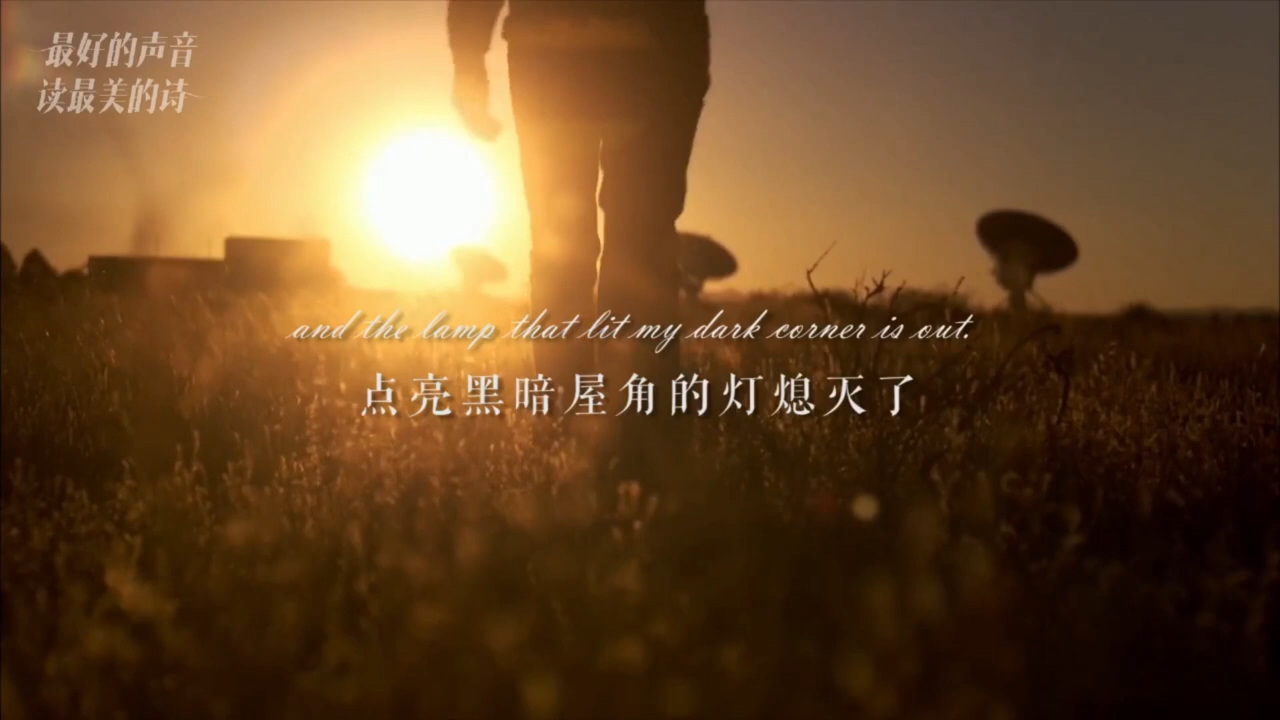 最好的声音
读最美的诗
and the lamp that lit my dark corner is out.
点亮黑暗屋角的灯熄灭了